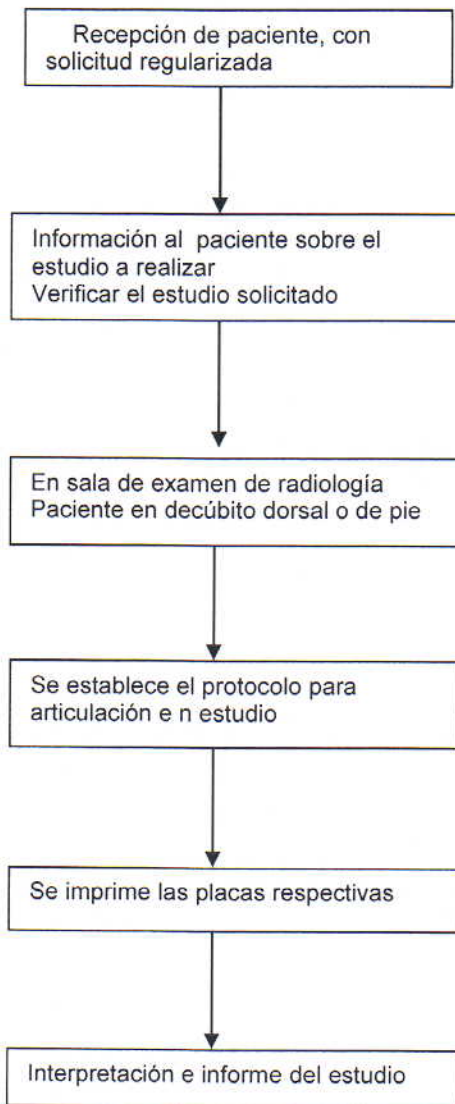 Recepción de paciente, con
solicitud regularizada
Información al paciente sobre el
estudio a realizar
Verificar el estudio solicitado
En sala de examen de radiología
Paciente en decúbito dorsal o de pie
Se establece el protocolo para
articulación e n estudio
Se imprime las placas respectivas
Interpretación e informe del estudio